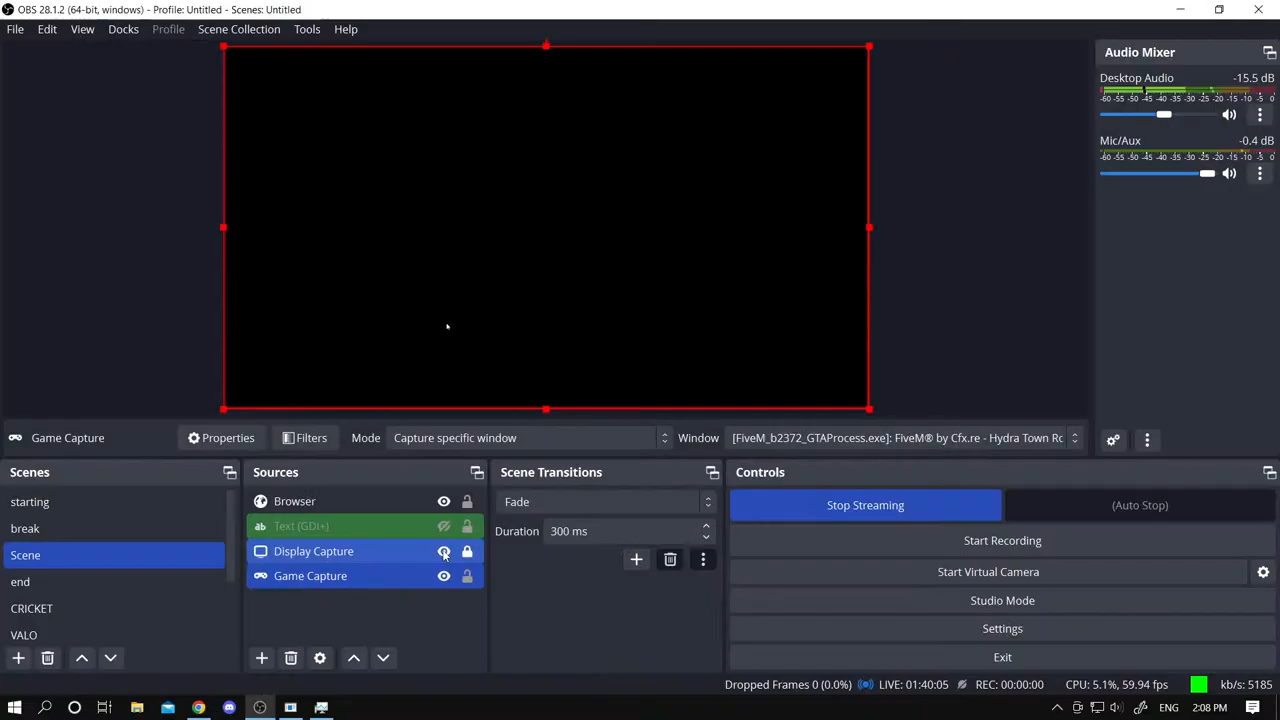 OBS 28.1.2 (64-bit, windows) - Profile: Untitled - Scenes: Untitled
File Edit View Docks Profile Scene Collection Tools Help
Audio Mixer
Desktop Audio -15.5 dB
-60 -55 -50 -45 -40 -35 -30 -25 -20 -15 -10 -5 0
Mic/Aux -0.4 dB
-60 -55 -50 -45 -40 -35 -30 -25 -20 -15 -10 -5 0
Game Capture Properties Filters Mode Capture specific window Window [FiveM_b2372_GTAProcess.exe]: FiveM® by Cfx.re - Hydra Town Rc
Scenes
starting
break
Scene
end
CRICKET
VALO
Sources
Browser
ab Text (GDI+)
Display Capture
Game Capture
Scene Transitions
Fade
Duration 300 ms
Controls
Stop Streaming (Auto Stop)
Start Recording
Start Virtual Camera
Studio Mode
Settings
Exit
Dropped Frames 0 (0.0%) LIVE: 01:40:05 REC: 00:00:00 CPU: 5.1%, 59.94 fps kb/s: 5185
ENG 2:08 PM